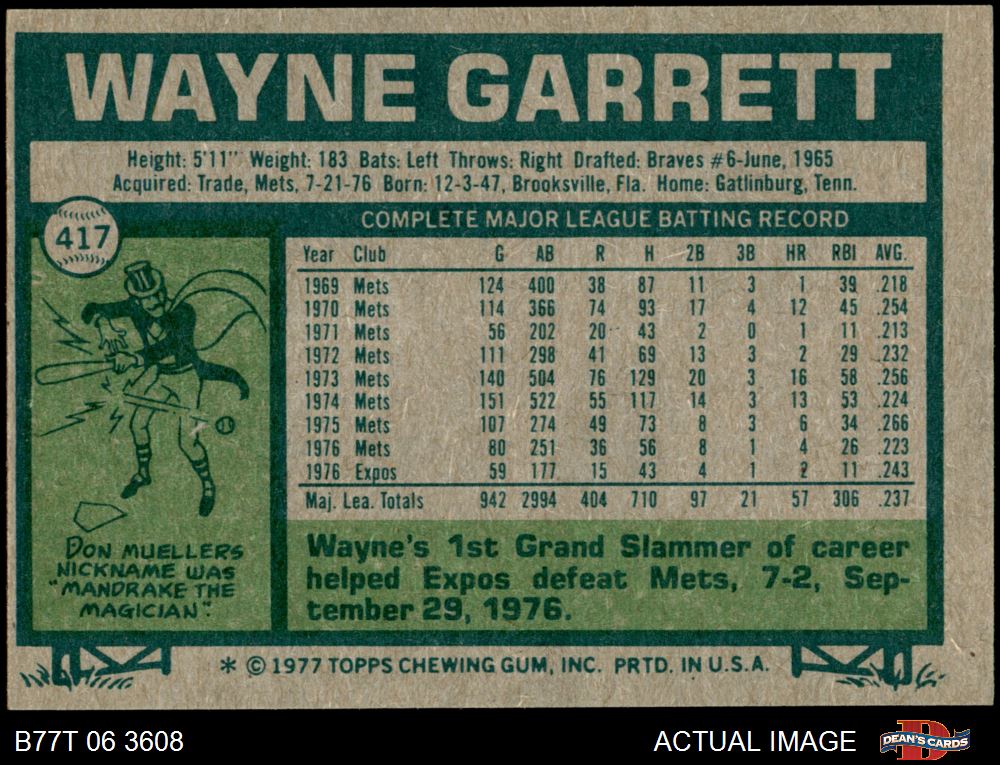 WAYNE GARRETT
Height: 5'11" Weight: 183 Bats: Left Throws: Right Drafted: Braves #6-June, 1965
Acquired: Trade, Mets, 7-21-76 Born: 12-3-47, Brooksville, Fla. Home: Gatlinburg, Tenn.
417
COMPLETE MAJOR LEAGUE BATTING RECORD
Year Club G AB R H 2B 3B HR RBI AVG.
1969 Mets 124 400 38 87 11 3 1 39 .218
1970 Mets 114 366 74 93 17 4 12 45 .254
1971 Mets 56 202 20 43 2 0 1 11 .213
1972 Mets 111 298 41 69 13 3 2 29 .232
1973 Mets 140 504 76 129 20 3 16 58 .256
1974 Mets 151 522 55 117 14 3 13 53 .224
1975 Mets 107 274 49 73 8 3 6 34 .266
1976 Mets 80 251 36 56 8 1 4 26 .223
1976 Expos 59 177 15 43 4 1 2 11 .243
Maj. Lea. Totals 942 2994 404 710 97 21 57 306 .237
DON MUELLERS
NICKNAME WAS
"MANDRAKE THE
MAGICIAN".
Wayne's 1st Grand Slammer of career
helped Expos defeat Mets, 7-2, Sep-
tember 29, 1976.
* © 1977 TOPPS CHEWING GUM, INC. PRTD. IN U.S.A.
B77T 06 3608
ACTUAL IMAGE
DEAN'S CARDS